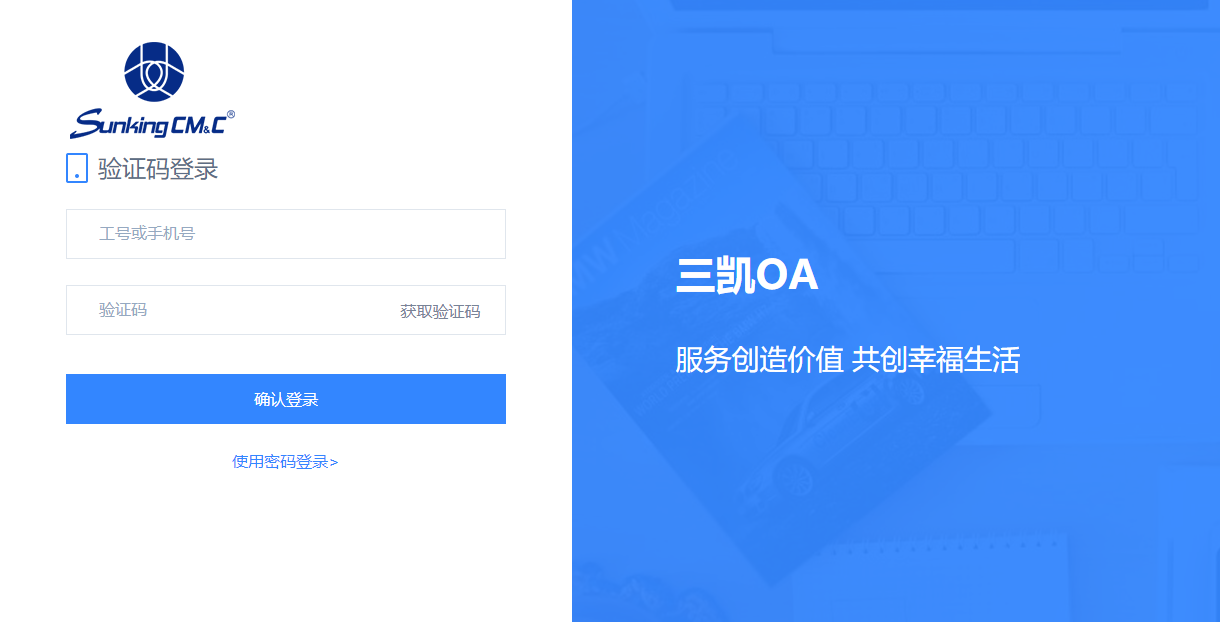 Sunking CM&C®
验证码登录
工号或手机号
验证码 获取验证码
确认登录
使用密码登录>
三凯OA
服务创造价值 共创幸福生活